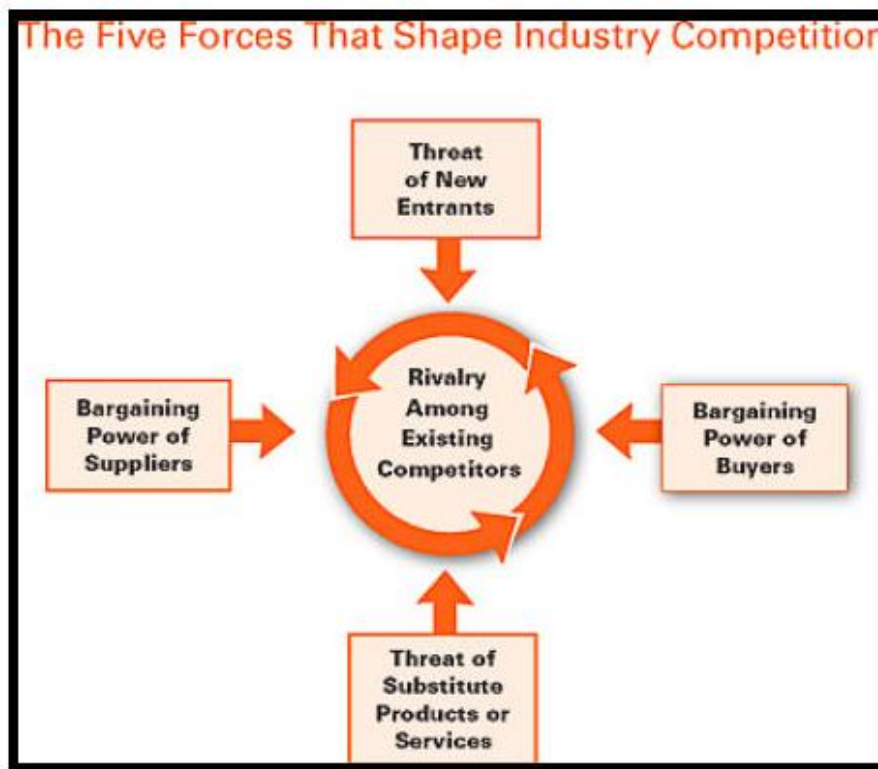 The Five Forces That Shape Industry Competition
Threat
of New
Entrants
Bargaining
Power of
Suppliers
Rivalry
Among
Existing
Competitors
Bargaining
Power of
Buyers
Threat of
Substitute
Products or
Services